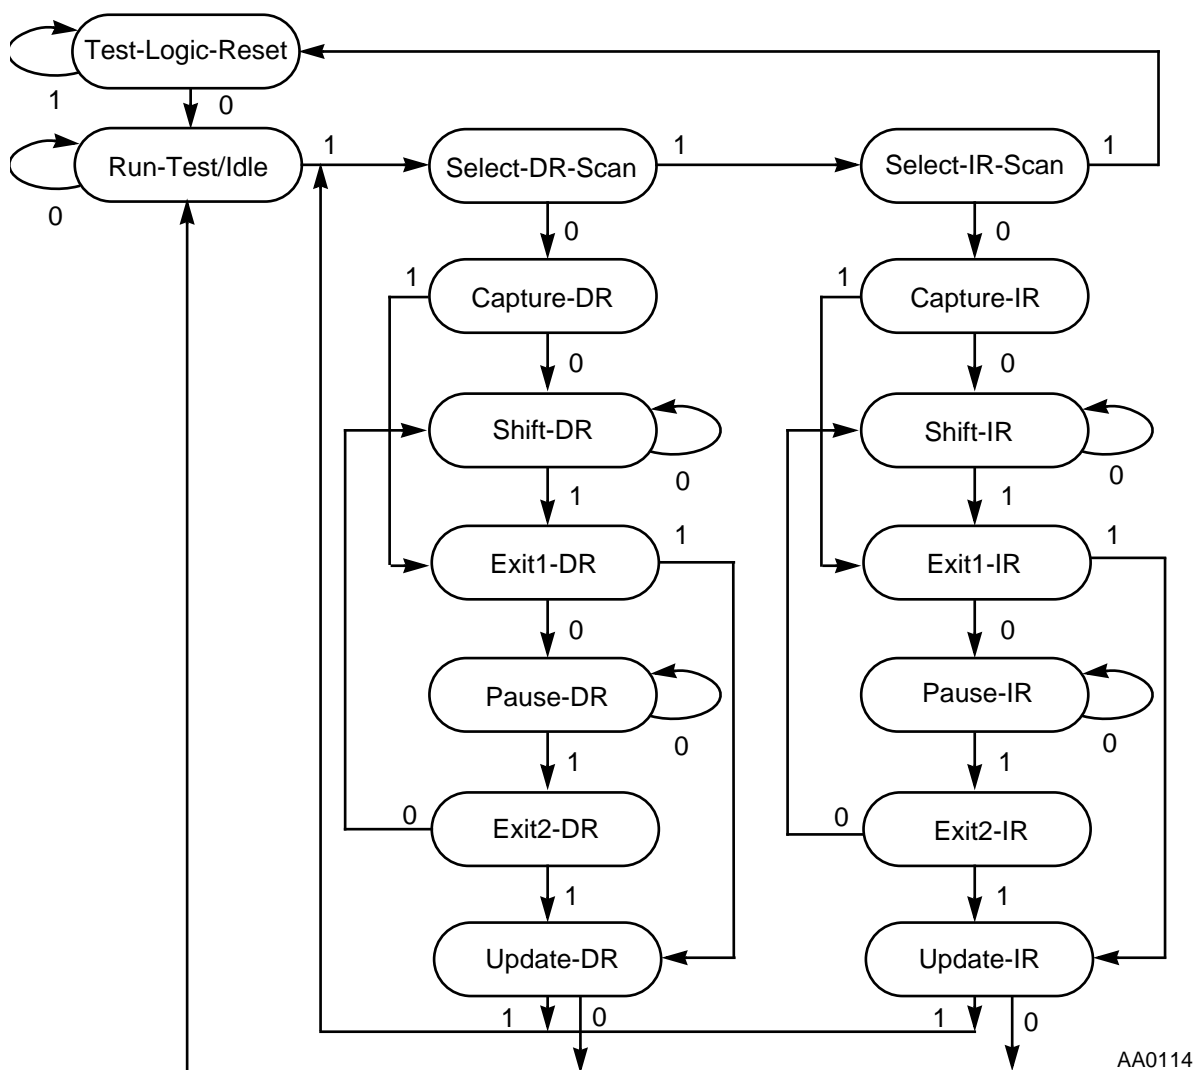 Test-Logic-Reset
1
0
Run-Test/Idle
1
Select-DR-Scan
1
Select-IR-Scan
1
0
0
0
1
Capture-DR
1
Capture-IR
0
0
Shift-DR
Shift-IR
0
0
1
1
Exit1-DR
1
Exit1-IR
1
0
0
Pause-DR
Pause-IR
0
0
1
1
0
Exit2-DR
0
Exit2-IR
1
1
Update-DR
Update-IR
1
0
1
0
AA0114